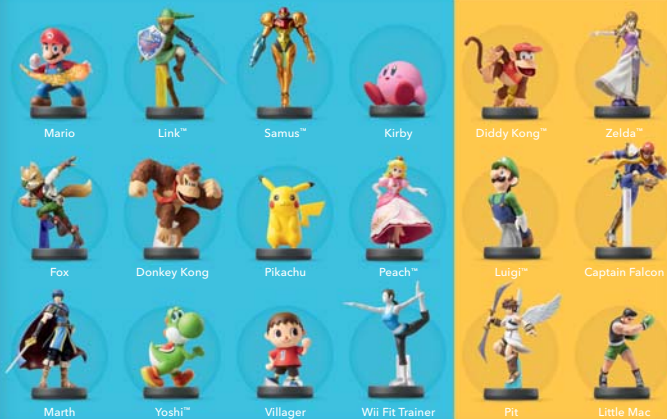 Mario
Link™
Samus™
Kirby
Diddy Kong™
Zelda™
Fox
Donkey Kong
Pikachu
Peach™
Luigi™
Captain Falcon
Marth
Yoshi™
Villager
Wii Fit Trainer
Pit
Little Mac